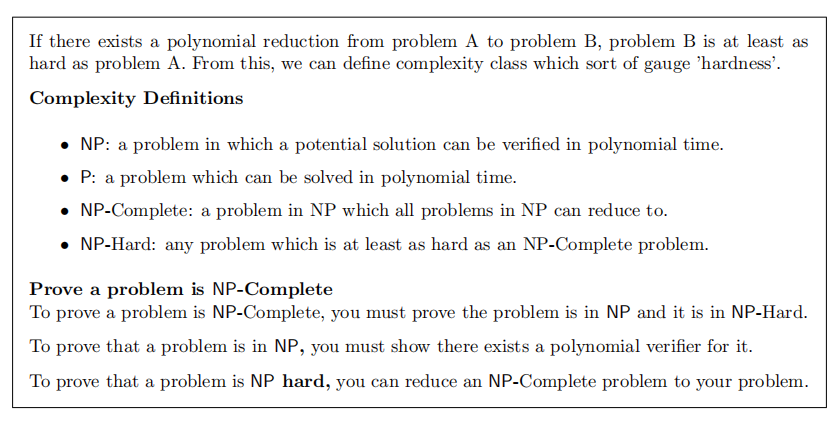 If there exists a polynomial reduction from problem A to problem B, problem B is at least as
hard as problem A. From this, we can define complexity class which sort of gauge 'hardness'.
Complexity Definitions
• NP: a problem in which a potential solution can be verified in polynomial time.
• P: a problem which can be solved in polynomial time.
• NP-Complete: a problem in NP which all problems in NP can reduce to.
• NP-Hard: any problem which is at least as hard as an NP-Complete problem.
Prove a problem is NP-Complete
To prove a problem is NP-Complete, you must prove the problem is in NP and it is in NP-Hard.
To prove that a problem is in NP, you must show there exists a polynomial verifier for it.
To prove that a problem is NP hard, you can reduce an NP-Complete problem to your problem.